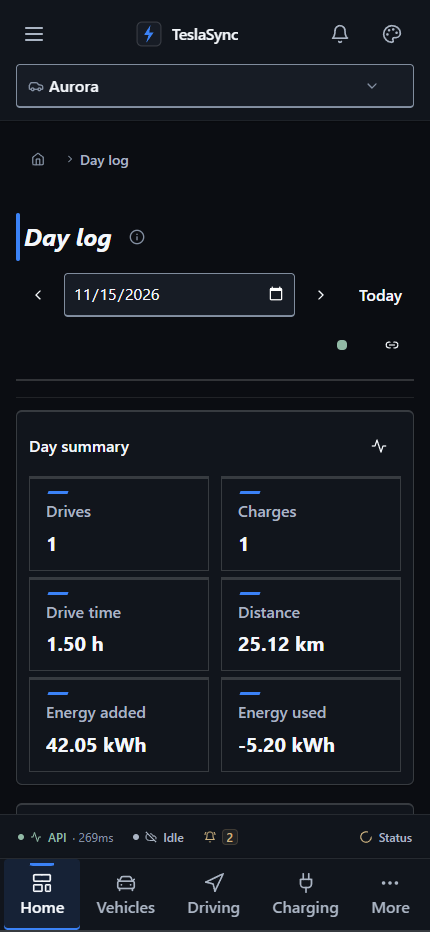 TeslaSync
Aurora
Day log
Day log
11/15/2026
Today
Day summary
Drives
1
Charges
1
Drive time
1.50 h
Distance
25.12 km
Energy added
42.05 kWh
Energy used
-5.20 kWh
API · 269ms Idle 2 Status
Home Vehicles Driving Charging More